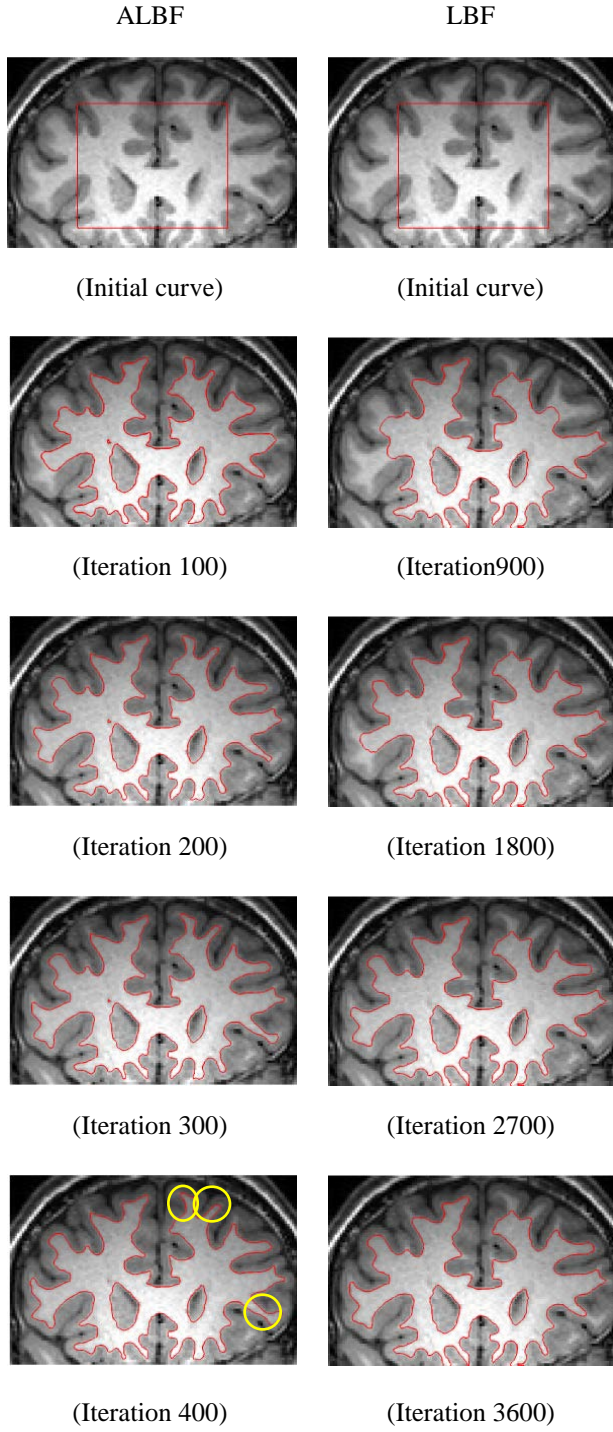 ALBF LBF
(Initial curve) (Initial curve)
(Iteration 100) (Iteration900)
(Iteration 200) (Iteration 1800)
(Iteration 300) (Iteration 2700)
(Iteration 400) (Iteration 3600)